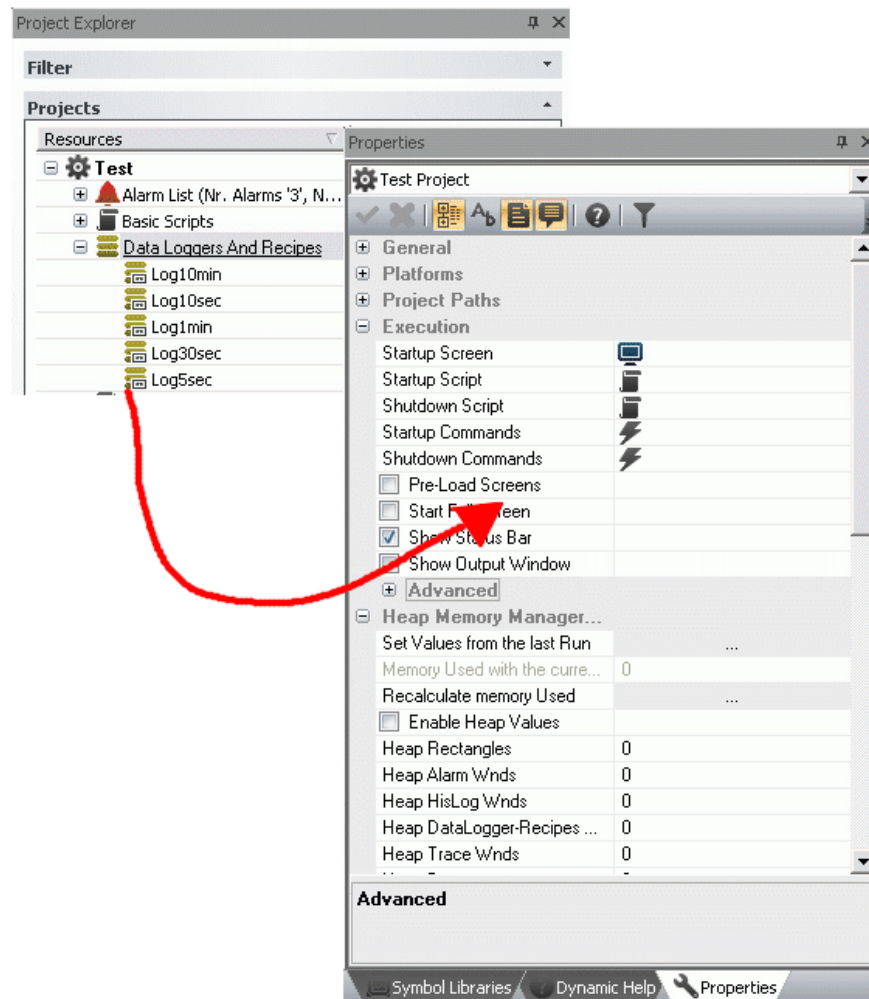 Project Explorer
Filter
Projects
Resources
Test
Alarm List (Nr. Alarms '3', N...
Basic Scripts
Data Loggers And Recipes
Log10min
Log10sec
Log1min
Log30sec
Log5sec
Properties
Test Project
General
Platforms
Project Paths
Execution
Startup Screen
Startup Script
Shutdown Script
Startup Commands
Shutdown Commands
Pre-Load Screens
Start
Show Status Bar
Show Output Window
Advanced
Heap Memory Manager...
Set Values from the last Run ...
Memory Used with the curre... 0
Recalculate memory Used ...
Enable Heap Values
Heap Rectangles 0
Heap Alarm Wnds 0
Heap HisLog Wnds 0
Heap DataLogger-Recipes ... 0
Heap Trace Wnds 0
Advanced
Symbol Libraries Dynamic Help Properties